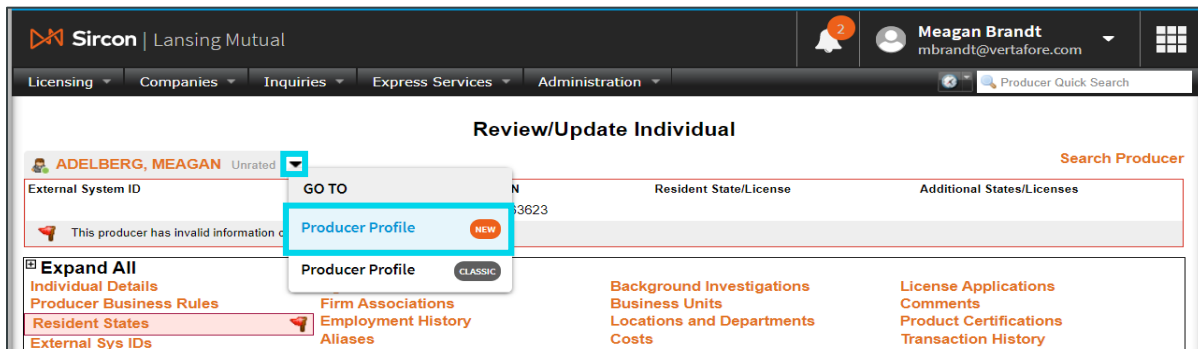 Sircon | Lansing Mutual
2
Meagan Brandt
mbrandt@vertafore.com
Licensing
Companies
Inquiries
Express Services
Administration
Producer Quick Search
Review/Update Individual
ADELBERG, MEAGAN Unrated
Search Producer
External System ID
GO TO
N
Resident State/License
Additional States/Licenses
63623
This producer has invalid information
Producer Profile NEW
Producer Profile CLASSIC
Expand All
Individual Details
Background Investigations
License Applications
Producer Business Rules
Firm Associations
Business Units
Comments
Resident States
Employment History
Locations and Departments
Product Certifications
External Sys IDs
Aliases
Costs
Transaction History